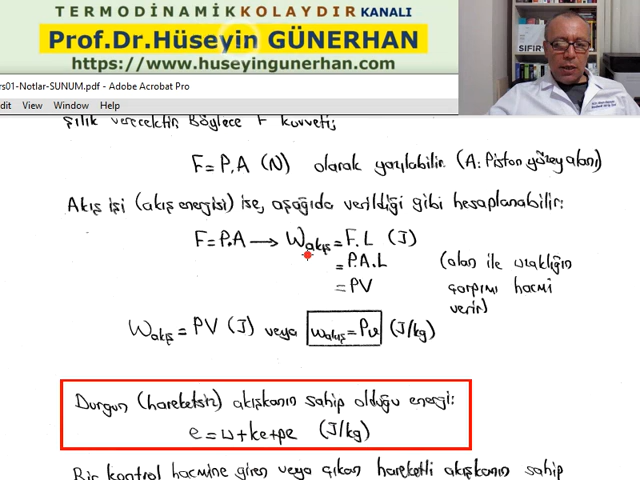 TERMODİNAMİKKOLAYDIR KANALI
Prof.Dr.Hüseyin GÜNERHAN
https://www.huseyingunerhan.com
SIFIR
rs01-Notlar-SUNUM.pdf - Adobe Acrobat Pro
dit View Window Help
şılık verecektir. Böylece F kuvveti;
F = P.A (N) olarak yazılabilir. (A: Piston yüzey alanı)
Akış işi (akış enerjisi) ise, aşağıda verildiği gibi hesaplanabilir:
F = P.A → Wakış = F.L (J)
= P.A.L (alan ile uzaklığın
= PV çarpımı hacmi
verir)
Wakış = PV (J) veya wakış = Pv (J/kg)
Durgun (hareketsiz) akışkanın sahip olduğu enerji:
e = u + ke + pe (J/kg)
Bir kontrol hacmine giren veya çıkan hareketli akışkanın sahip